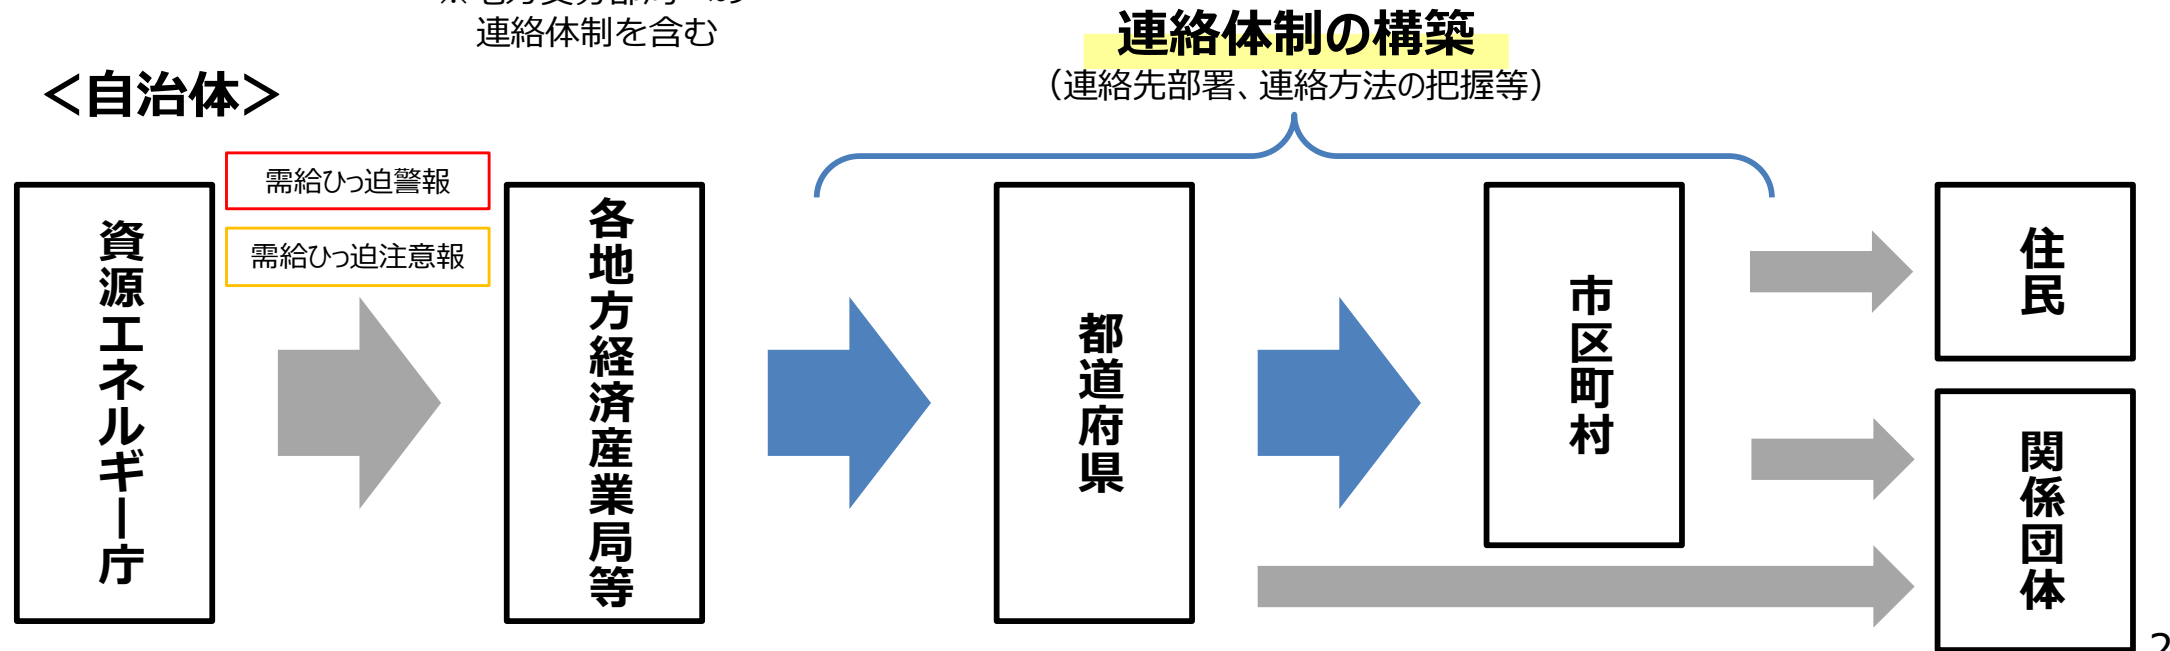 連絡体制を含む
連絡体制の構築
（連絡先部署、連絡方法の把握等）
＜自治体＞
資源エネルギー庁
需給ひっ迫警報
需給ひっ迫注意報
各地方経済産業局等
都道府県
市区町村
住民
関係団体